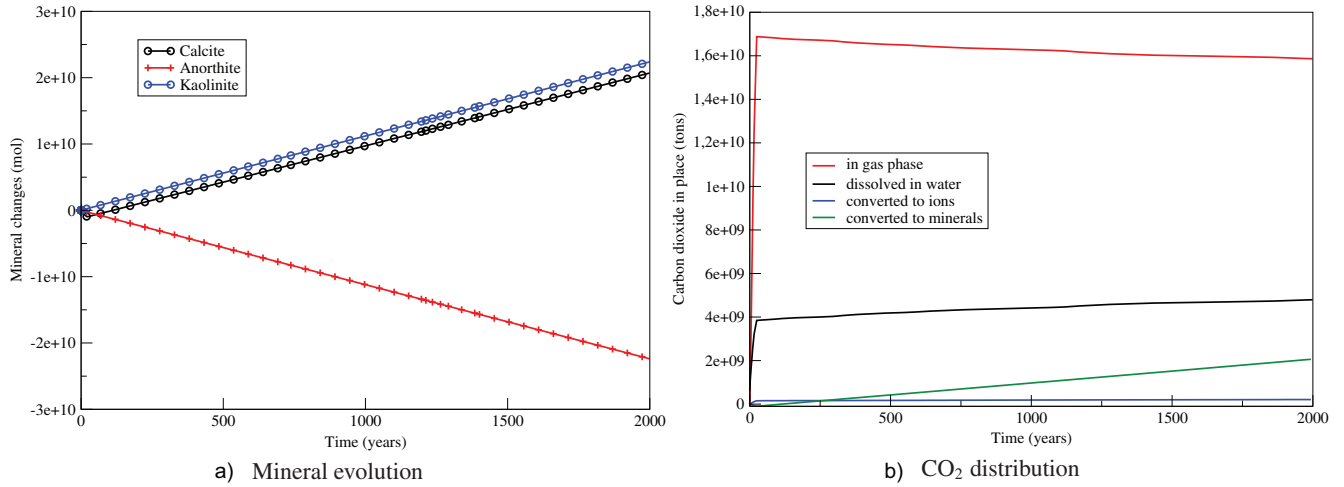 3e+10
2e+10
1e+10
0
-1e+10
-2e+10
-3e+10
Mineral changes (mol)
Calcite
Anorthite
Kaolinite
0
500
1000
1500
2000
Time (years)
a) Mineral evolution
1.8e+10
1.6e+10
1.4e+10
1.2e+10
1e+10
8e+09
6e+09
4e+09
2e+09
0
Carbon dioxide in place (tons)
in gas phase
dissolved in water
converted to ions
converted to minerals
0
500
1000
1500
2000
Time (years)
b) CO₂ distribution